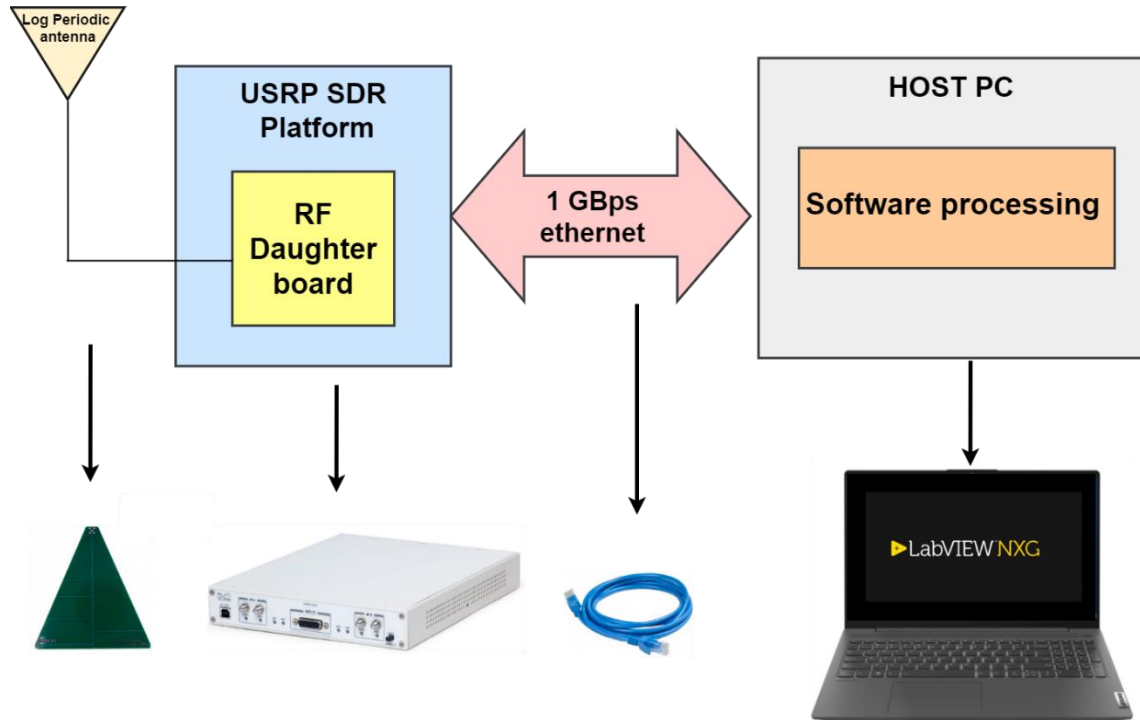 Log Periodic
antenna
USRP SDR
Platform
RF
Daughter
board
1 GBps
ethernet
HOST PC
Software processing
LabVIEW NXG